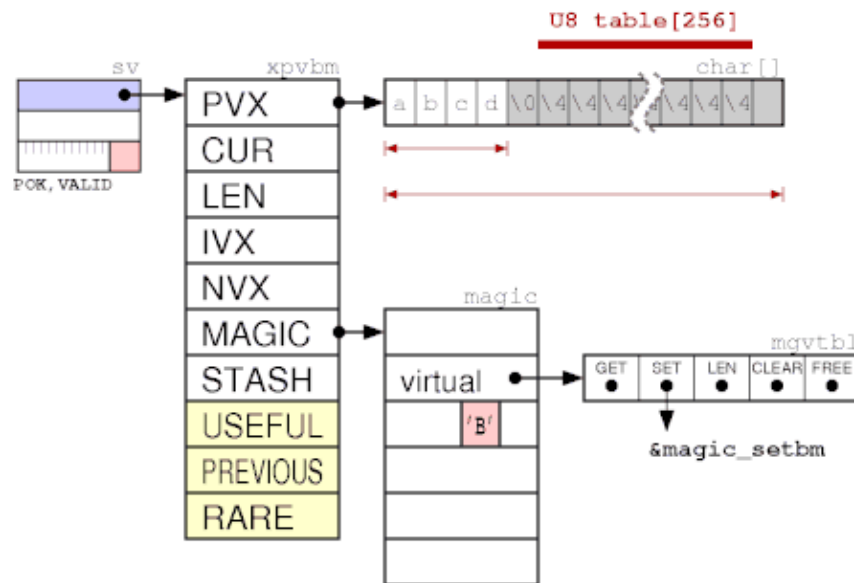 U8 table[256]
sv
xpvbm
char[]
PVX
a b c d \0 \4 \4 \4 \4 \4 \4
CUR
POK,VALID
LEN
IVX
NVX
magic
MAGIC
mgvtbl
STASH
virtual
GET SET LEN CLEAR FREE
USEFUL
'B'
&magic_setbm
PREVIOUS
RARE